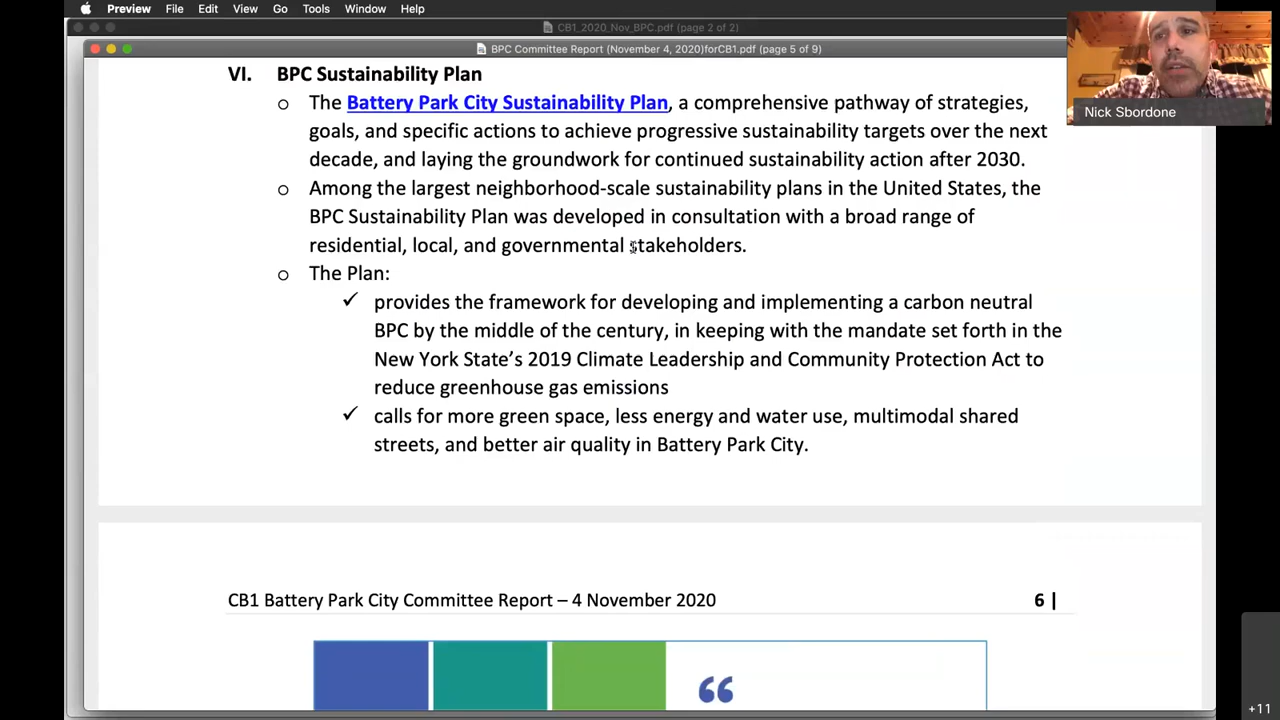 Preview File Edit View Go Tools Window Help
CB1_2020_Nov_BPC.pdf (page 2 of 2)
BPC Committee Report (November 4, 2020)forCB1.pdf (page 5 of 9)
Nick Sbordone
VI. BPC Sustainability Plan
o The Battery Park City Sustainability Plan, a comprehensive pathway of strategies,
goals, and specific actions to achieve progressive sustainability targets over the next
decade, and laying the groundwork for continued sustainability action after 2030.
o Among the largest neighborhood-scale sustainability plans in the United States, the
BPC Sustainability Plan was developed in consultation with a broad range of
residential, local, and governmental stakeholders.
o The Plan:
✓ provides the framework for developing and implementing a carbon neutral
BPC by the middle of the century, in keeping with the mandate set forth in the
New York State’s 2019 Climate Leadership and Community Protection Act to
reduce greenhouse gas emissions
✓ calls for more green space, less energy and water use, multimodal shared
streets, and better air quality in Battery Park City.
CB1 Battery Park City Committee Report – 4 November 2020 6 |
“
+11